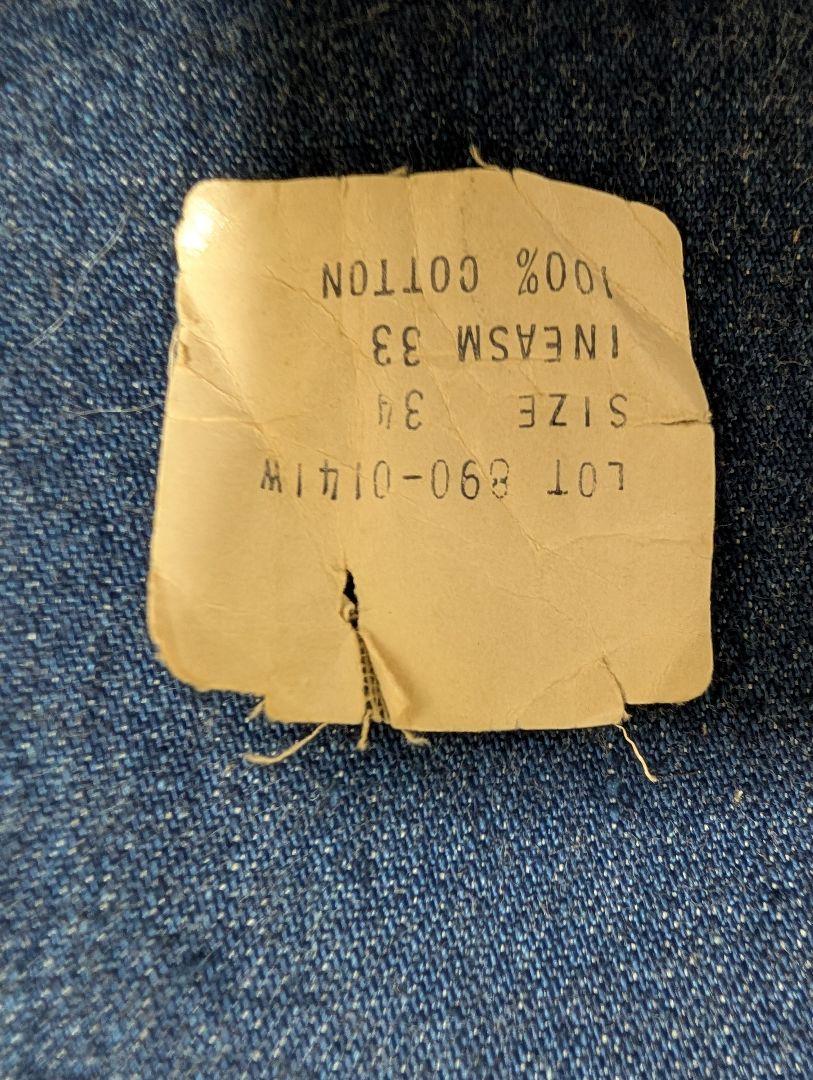 LOT 890-0141W
SIZE 34
INEASM 33
100% COTTON